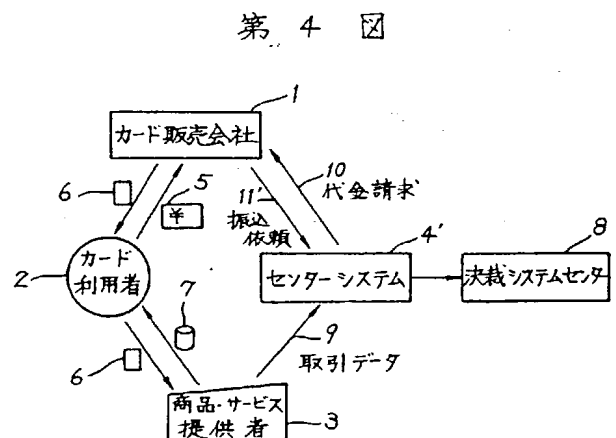 第 4 図
1
カード販売会社
6
5
¥
11'
振込
依頼
10
代金請求
4'
8
2
カード
利用者
7
センターシステム
決裁システムセンター
9
取引データ
6
商品・サービス
提供者
3